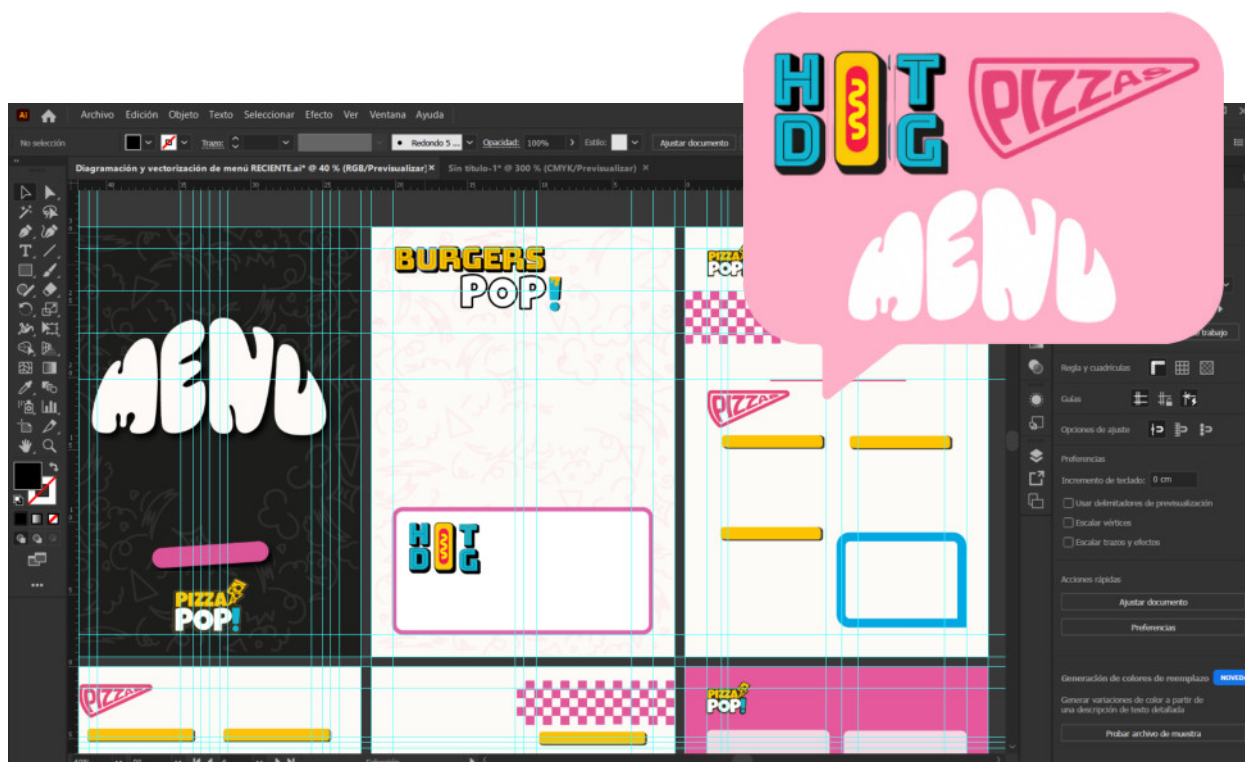 HOT
DOG
PIZZAS
MENU
Ai
Archivo Edición Objeto Texto Seleccionar Efecto Ver Ventana Ayuda
No selección
Trazo:
Redondo 5 ...
Opacidad: 100%
Estilo:
Ajustar documento
Diagramación y vectorización de menú RECIENTE.ai* @ 40 % (RGB/Previsualizar) ×
Sin título-1* @ 300 % (CMYK/Previsualizar) ×
MENU
PIZZA
POP!
BURGERS
POP!
HOT
DOG
PIZZA
POP
PIZZAS
PIZZAS
PIZZA
POP!
trabajo
Regla y cuadrículas
Guías
Opciones de ajuste
Preferencias
Incremento de teclado: 0 cm
Usar delimitadores de previsualización
Escalar vértices
Escalar trazos y efectos
Acciones rápidas
Ajustar documento
Preferencias
Generación de colores de reemplazo
Generar variaciones de color a partir de
una descripción de texto detallada
Probar archivo de muestra